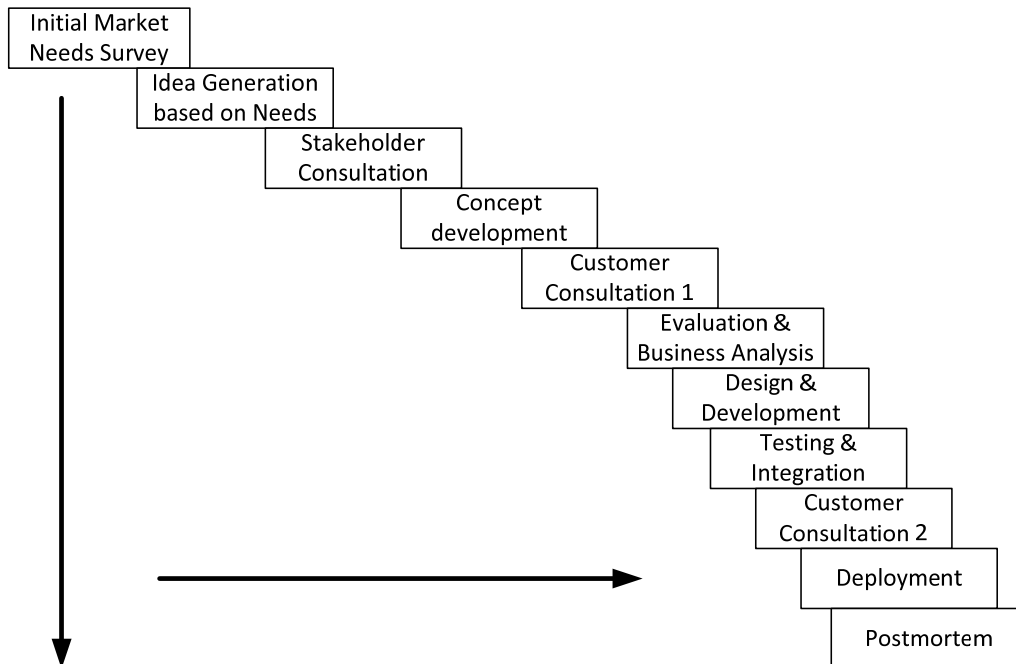 Initial Market
Needs Survey
Idea Generation
based on Needs
Stakeholder
Consultation
Concept
development
Customer
Consultation 1
Evaluation &
Business Analysis
Design &
Development
Testing &
Integration
Customer
Consultation 2
Deployment
Postmortem